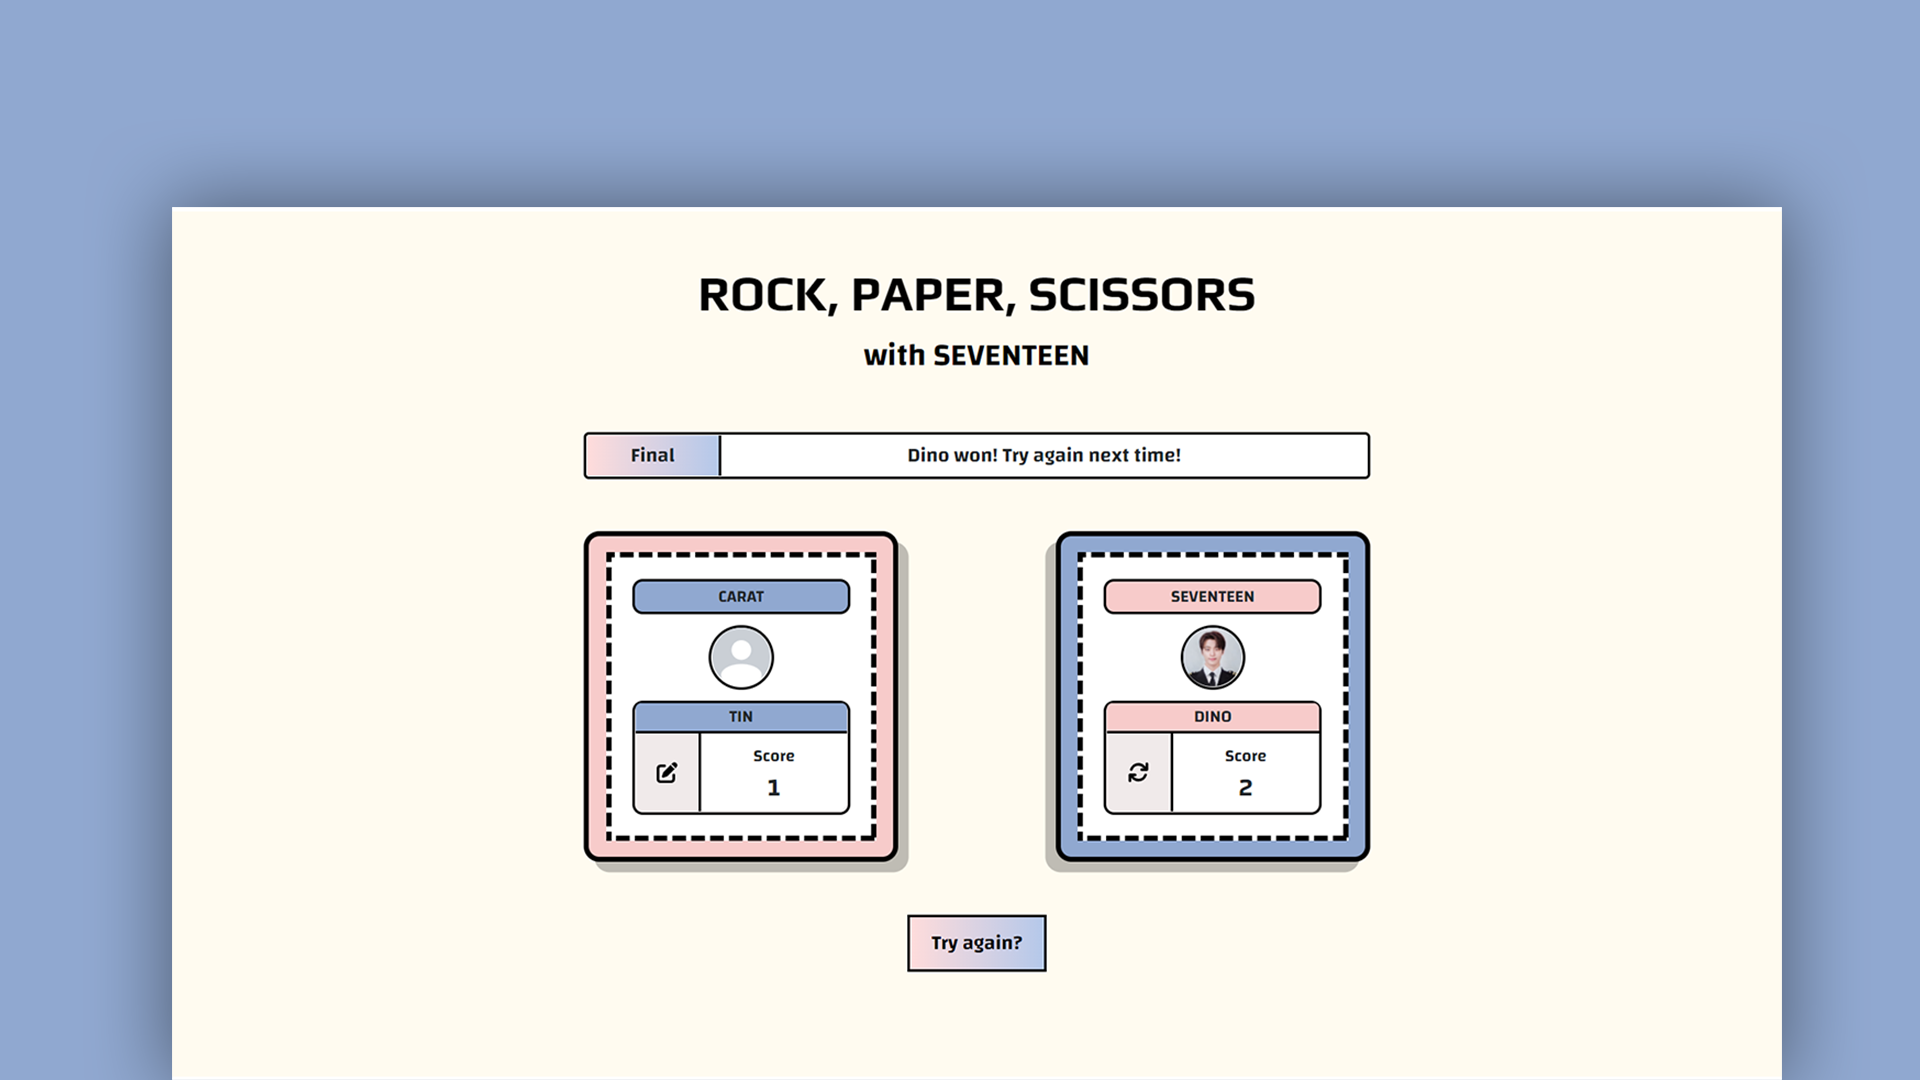 ROCK, PAPER, SCISSORS
with SEVENTEEN
Final
Dino won! Try again next time!
CARAT
TIN
Score
1
SEVENTEEN
DINO
Score
2
Try again?